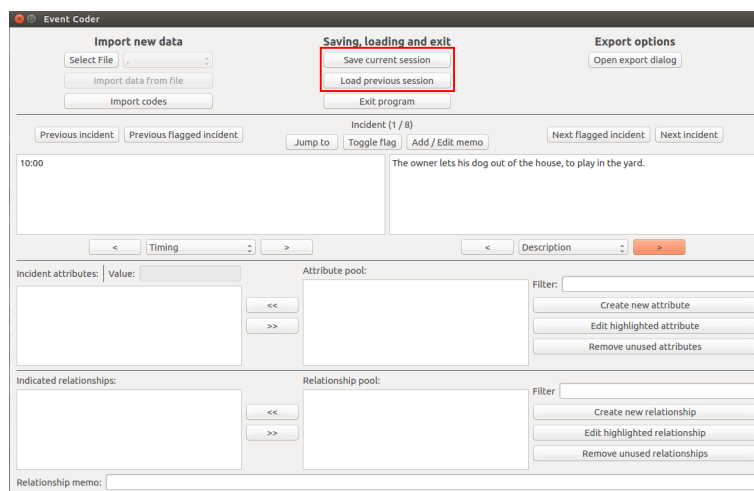 Event Coder
Import new data
Saving, loading and exit
Export options
Select File ,
Save current session
Open export dialog
Import data from file
Load previous session
Import codes
Exit program
Previous incident Previous flagged incident
Incident (1 / 8)
Jump to Toggle flag Add / Edit memo
Next flagged incident Next incident
10:00
The owner lets his dog out of the house, to play in the yard.
< Timing >
< Description >
Incident attributes: Value:
Attribute pool:
Filter:
<<
>>
Create new attribute
Edit highlighted attribute
Remove unused attributes
Indicated relationships:
Relationship pool:
Filter
<<
>>
Create new relationship
Edit highlighted relationship
Remove unused relationships
Relationship memo: